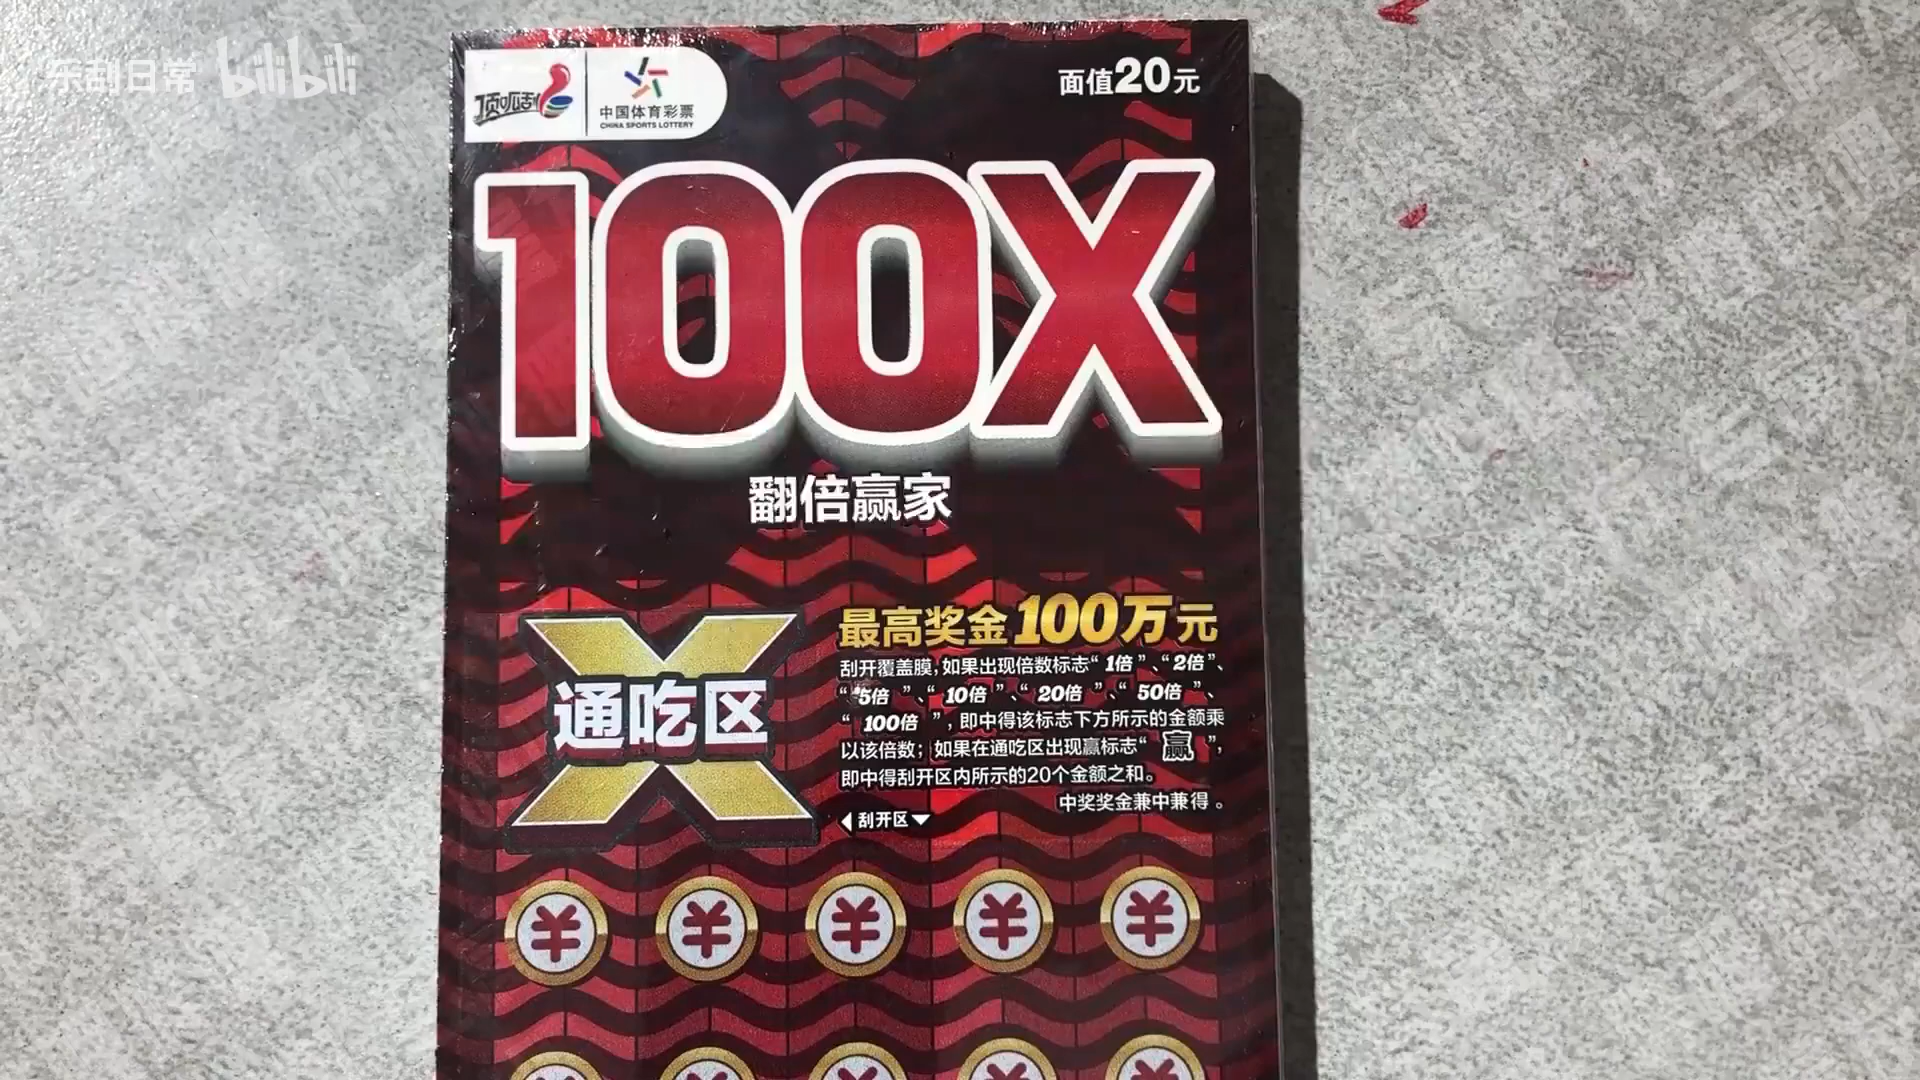 乐刮日常 bilibili
顶呱刮
中国体育彩票
CHINA SPORTS LOTTERY
面值20元
100X
翻倍赢家
通吃区
最高奖金100万元
刮开覆盖膜,如果出现倍数标志“1倍”、“2倍”、
“5倍”、“10倍”、“20倍”、“50倍”、
“100倍”,即中得该标志下方所示的金额乘
以该倍数;如果在通吃区出现赢标志“赢”,
即中得刮开区内所示的20个金额之和。
中奖奖金兼中兼得。
刮开区